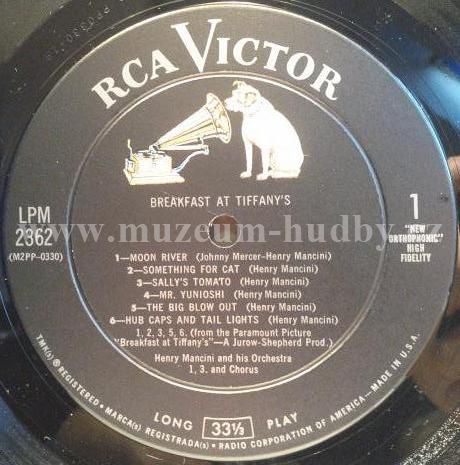 RCA VICTOR
BREAKFAST AT TIFFANY'S
LPM
2362
(M2PP-0330)
1
"NEW
ORTHOPHONIC"
HIGH
FIDELITY
www.muzeum-hudby.cz
1—MOON RIVER (Johnny Mercer-Henry Mancini)
2—SOMETHING FOR CAT (Henry Mancini)
3—SALLY'S TOMATO (Henry Mancini)
4—MR. YUNIOSHI (Henry Mancini)
5—THE BIG BLOW OUT (Henry Mancini)
6—HUB CAPS AND TAIL LIGHTS (Henry Mancini)
1, 2, 3, 5, 6. (from the Paramount Picture
"Breakfast at Tiffany's"—A Jurow-Shepherd Prod.)
Henry Mancini and his Orchestra
1, 3. and Chorus
LONG 33⅓ PLAY
TMK(s) ® REGISTERED • MARCA(s) REGISTRADA(s) • RADIO CORPORATION OF AMERICA—MADE IN U.S.A.